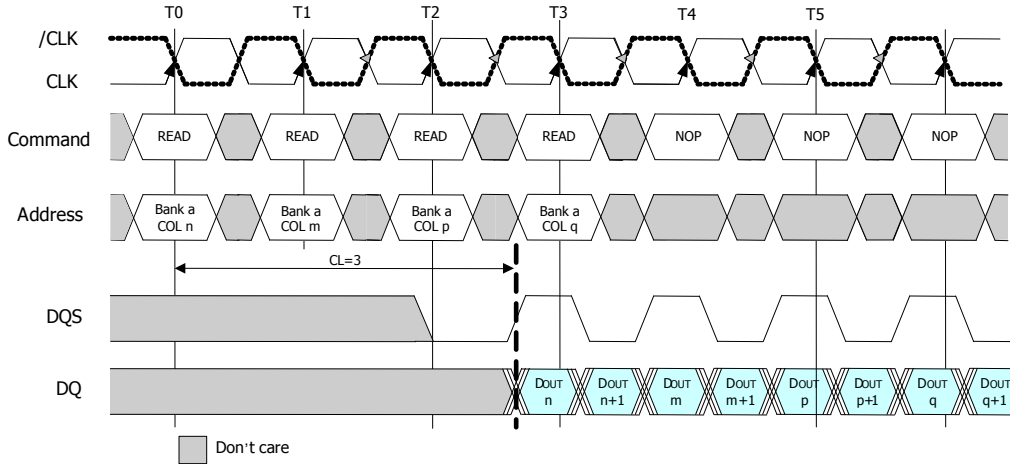 T0 T1 T2 T3 T4 T5
/CLK
CLK
Command READ READ READ READ NOP NOP NOP
Address Bank a COL n Bank a COL m Bank a COL p Bank a COL q
CL=3
DQS
DQ DOUT n DOUT n+1 DOUT m DOUT m+1 DOUT p DOUT p+1 DOUT q DOUT q+1
Don't care